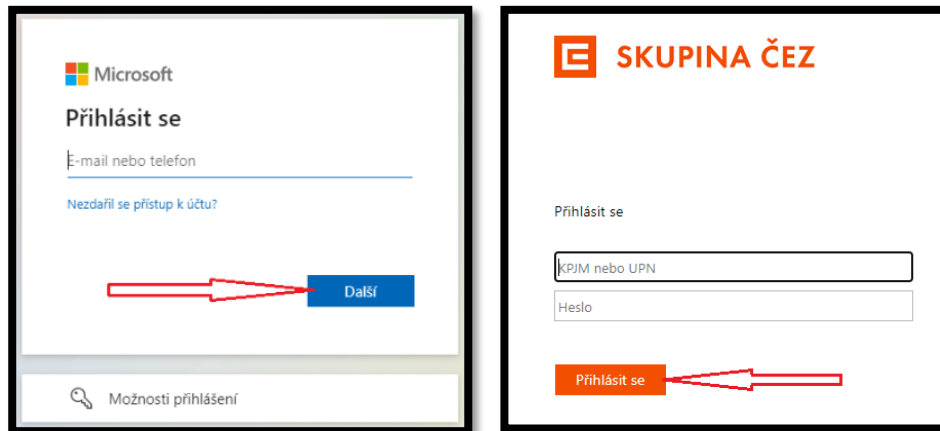 Microsoft
Přihlásit se
E-mail nebo telefon
Nezdařil se přístup k účtu?
Další
Možnosti přihlášení
SKUPINA ČEZ
Přihlásit se
KPJM nebo UPN
Heslo
Přihlásit se